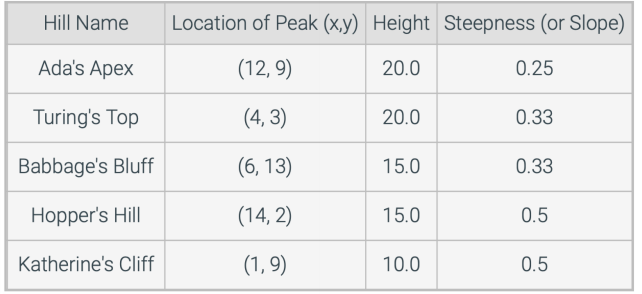 Hill Name Location of Peak (x,y) Height Steepness (or Slope)
Ada's Apex (12, 9) 20.0 0.25
Turing's Top (4, 3) 20.0 0.33
Babbage's Bluff (6, 13) 15.0 0.33
Hopper's Hill (14, 2) 15.0 0.5
Katherine's Cliff (1, 9) 10.0 0.5